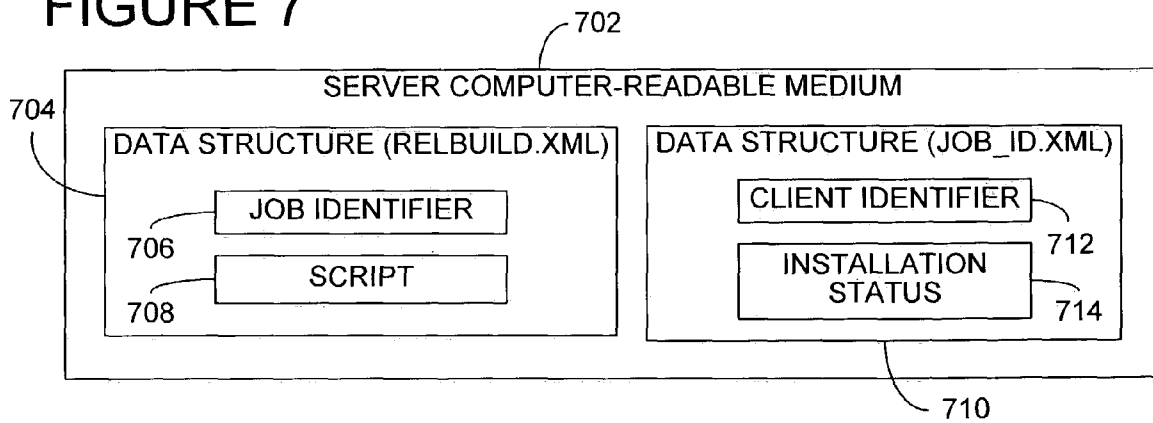 FIGURE 7
702
SERVER COMPUTER-READABLE MEDIUM
704
DATA STRUCTURE (RELBUILD.XML)
JOB IDENTIFIER
706
SCRIPT
708
DATA STRUCTURE (JOB_ID.XML)
CLIENT IDENTIFIER
712
INSTALLATION
STATUS
714
710